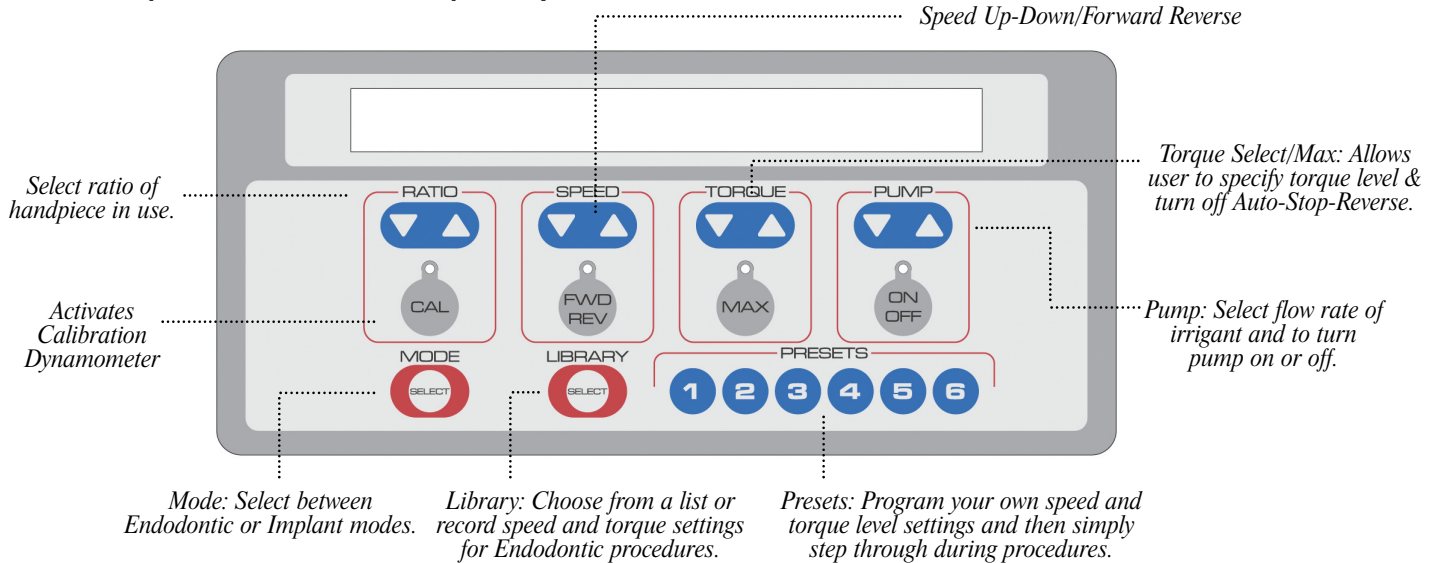 Speed Up-Down/Forward Reverse
Torque Select/Max: Allows
user to specify torque level &
turn off Auto-Stop-Reverse.
Select ratio of
handpiece in use.
RATIO
SPEED
TORQUE
PUMP
CAL
FWD
REV
MAX
ON
OFF
Activates
Calibration
Dynamometer
Pump: Select flow rate of
irrigant and to turn
pump on or off.
MODE
LIBRARY
PRESETS
SELECT
SELECT
1 2 3 4 5 6
Mode: Select between
Endodontic or Implant modes.
Library: Choose from a list or
record speed and torque settings
for Endodontic procedures.
Presets: Program your own speed and
torque level settings and then simply
step through during procedures.